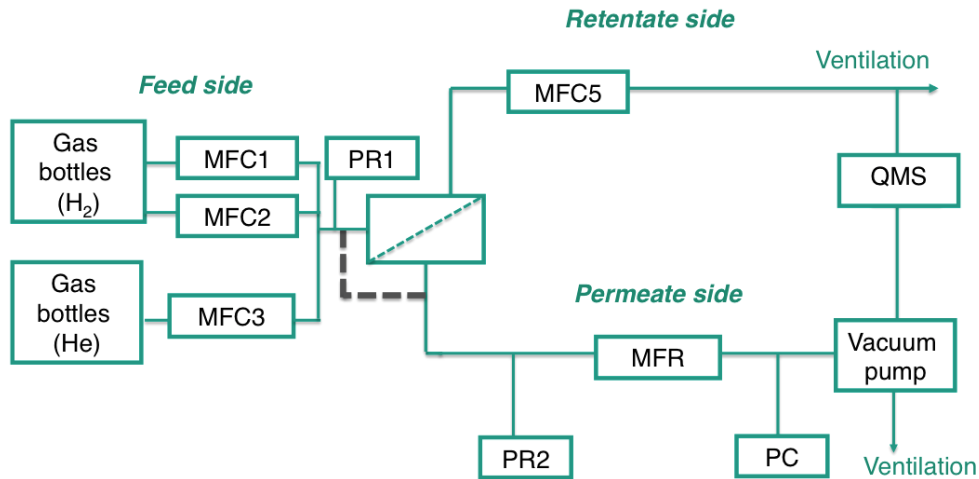 Retentate side
Ventilation
Feed side
MFC5
Gas
bottles
(H₂)
MFC1
PR1
MFC2
QMS
Gas
bottles
(He)
MFC3
Permeate side
MFR
Vacuum
pump
PR2
PC
Ventilation